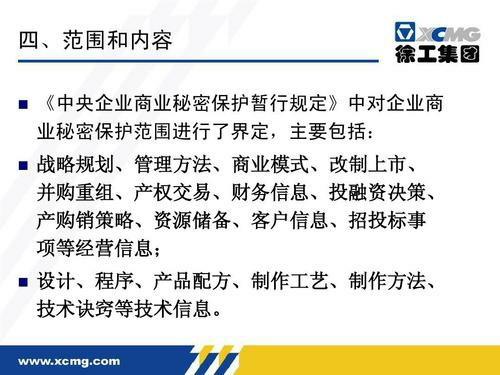 四、范围和内容
XCMG
徐工集团
《中央企业商业秘密保护暂行规定》中对企业商
业秘密保护范围进行了界定，主要包括：
战略规划、管理方法、商业模式、改制上市、
并购重组、产权交易、财务信息、投融资决策、
产购销策略、资源储备、客户信息、招投标事
项等经营信息；
设计、程序、产品配方、制作工艺、制作方法、
技术诀窍等技术信息。
www.xcmg.com